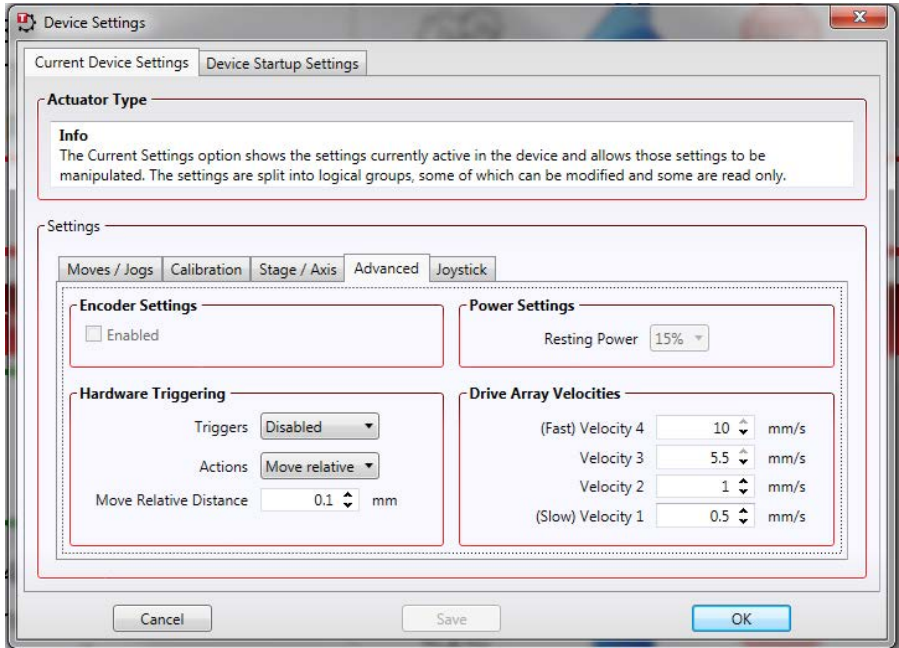 Device Settings
Current Device Settings
Device Startup Settings
Actuator Type
Info
The Current Settings option shows the settings currently active in the device and allows those settings to be
manipulated. The settings are split into logical groups, some of which can be modified and some are read only.
Settings
Moves / Jogs
Calibration
Stage / Axis
Advanced
Joystick
Encoder Settings
Enabled
Power Settings
Resting Power 15%
Hardware Triggering
Triggers Disabled
Actions Move relative
Move Relative Distance 0.1 mm
Drive Array Velocities
(Fast) Velocity 4 10 mm/s
Velocity 3 5.5 mm/s
Velocity 2 1 mm/s
(Slow) Velocity 1 0.5 mm/s
Cancel
Save
OK